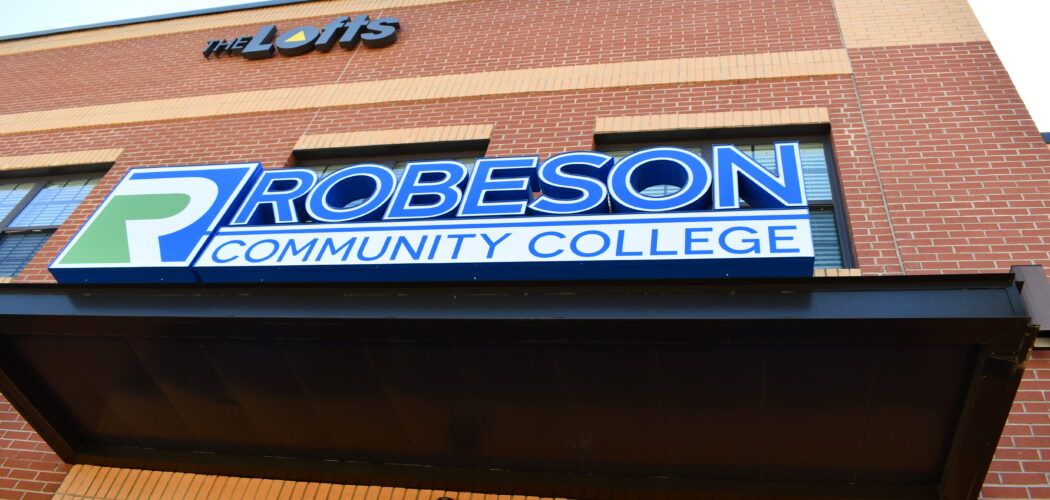 THE Lofts
R ROBESON
COMMUNITY COLLEGE